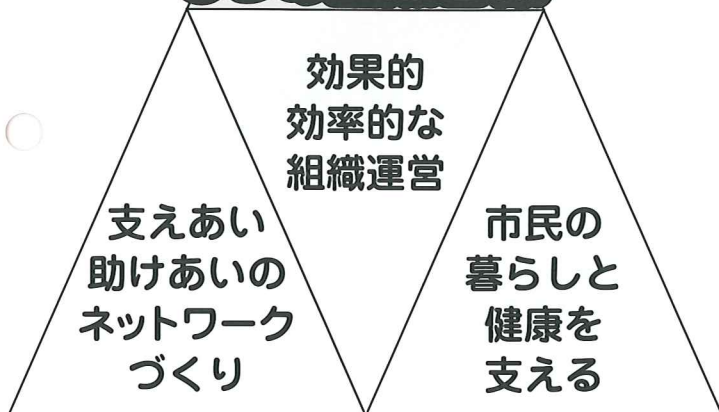 効果的
効率的な
組織運営
支えあい
助けあいの
ネットワーク
づくり
市民の
暮らしと
健康を
支える